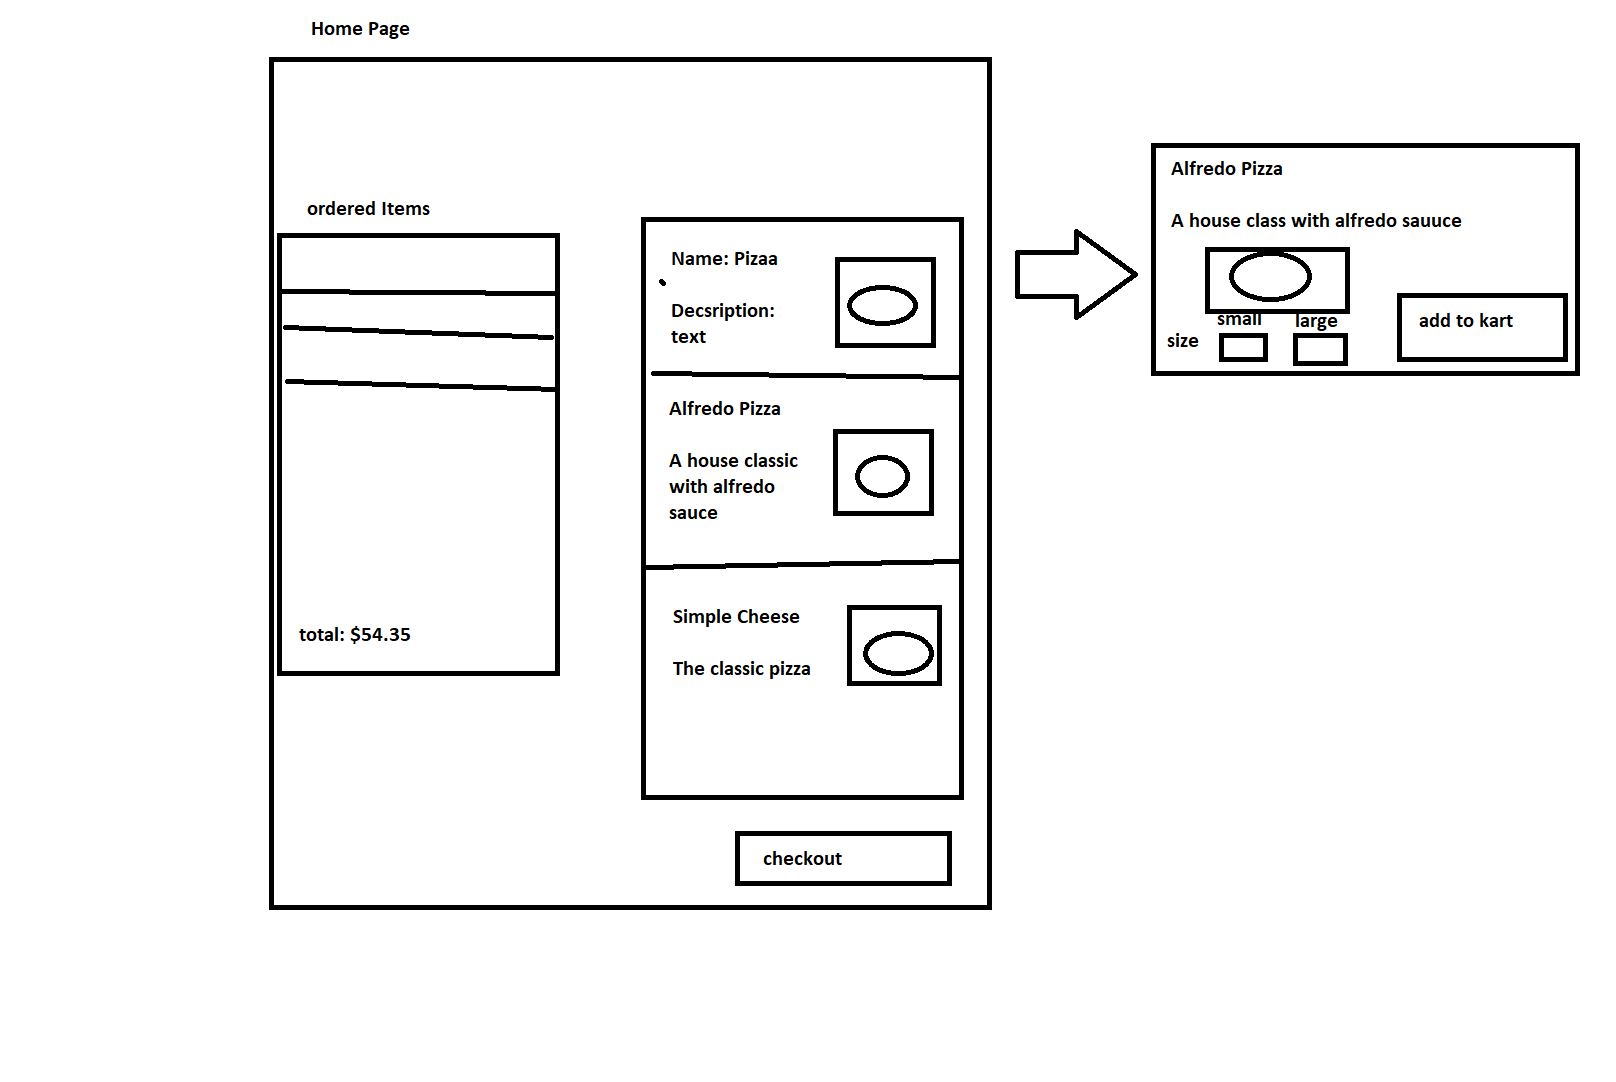 Home Page
ordered Items
total: $54.35
Name: Pizaa
Decsription:
text
Alfredo Pizza
A house classic
with alfredo
sauce
Simple Cheese
The classic pizza
checkout
Alfredo Pizza
A house class with alfredo sauuce
small
large
size
add to kart